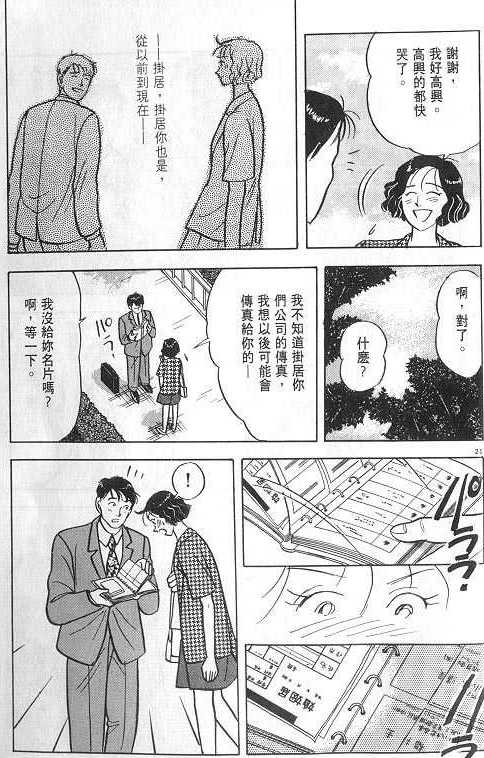 謝謝，
我好高興。
高興的都快
哭了。
——掛居，掛居你也是，
從以前到現在——
啊，對了。
什麼？
我不知道掛居你
們公司的傳真，
我想以後可能會
傳真給你的—
我沒給妳名片嗎？
啊，等一下。
21
！
婚姻届